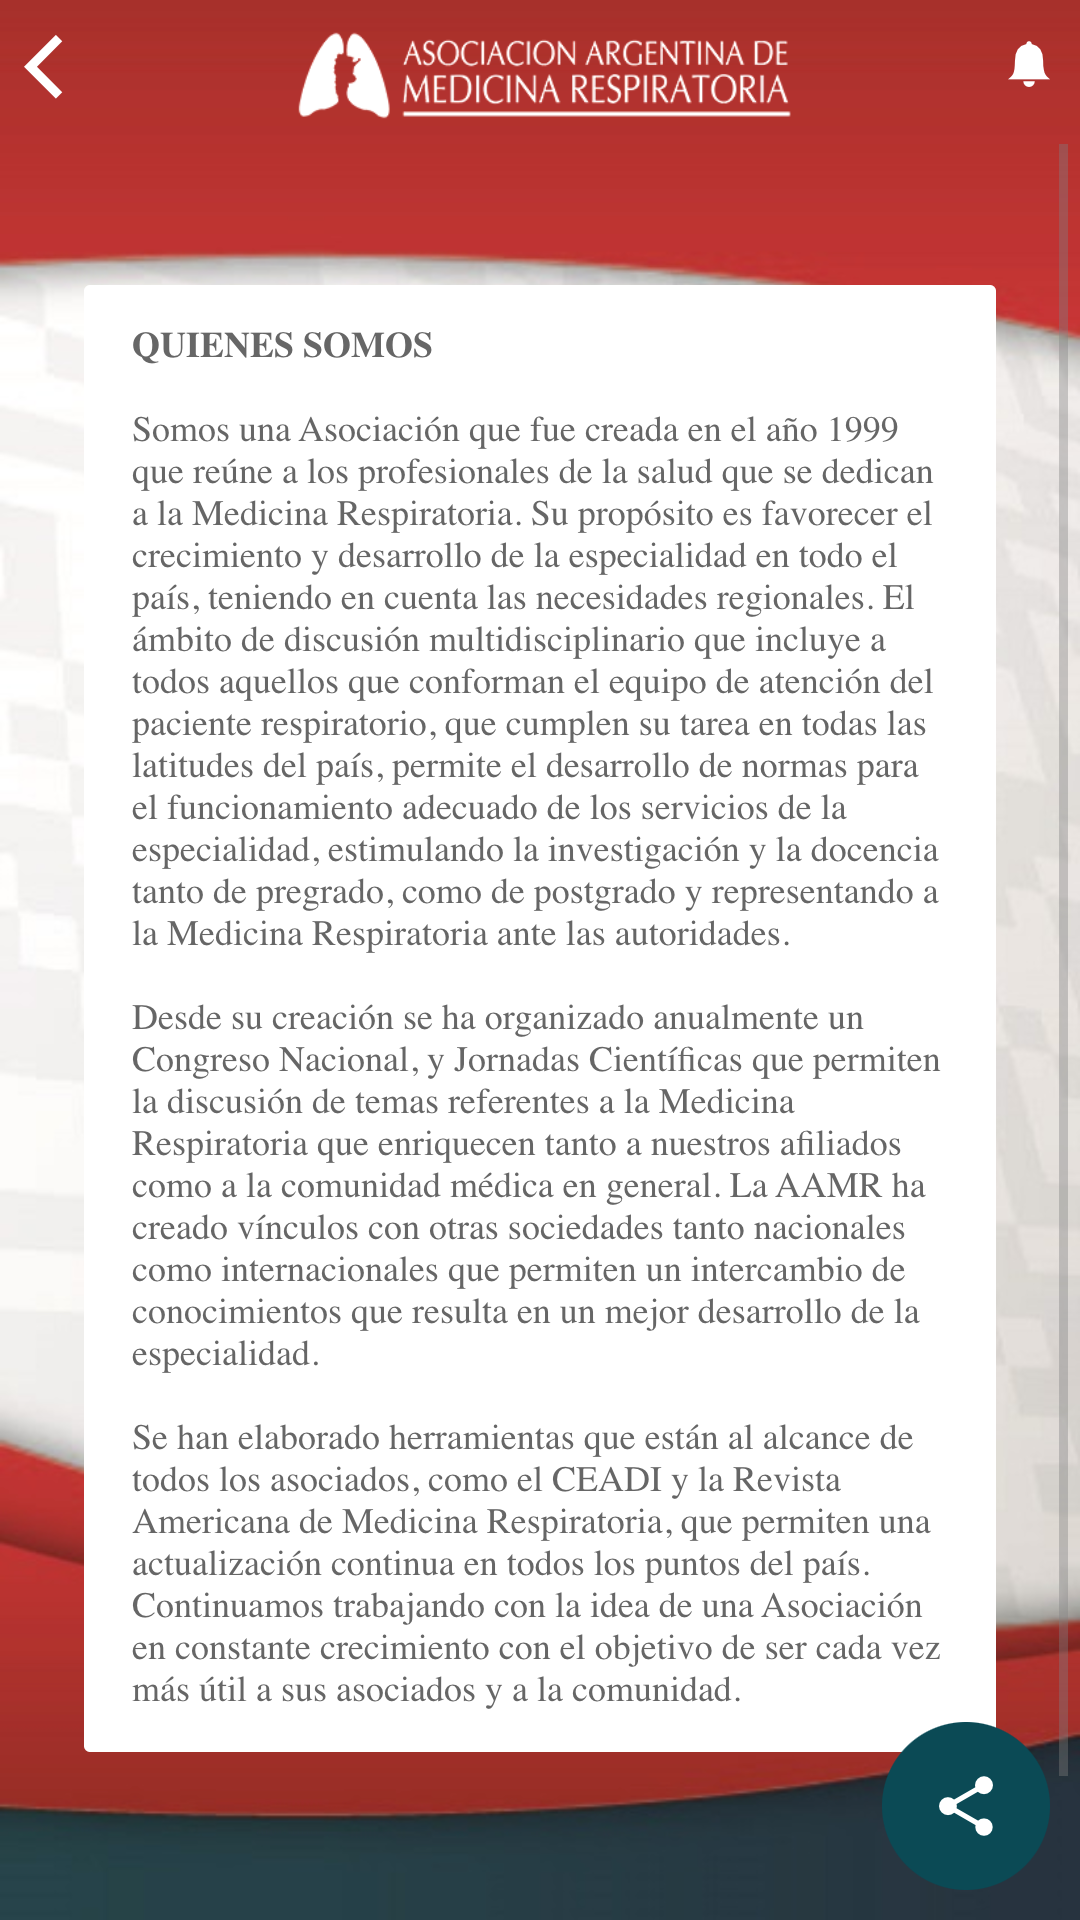 ASOCIACION ARGENTINA DE
MEDICINA RESPIRATORIA
QUIENES SOMOS
Somos una Asociación que fue creada en el año 1999
que reúne a los profesionales de la salud que se dedican
a la Medicina Respiratoria. Su propósito es favorecer el
crecimiento y desarrollo de la especialidad en todo el
país, teniendo en cuenta las necesidades regionales. El
ámbito de discusión multidisciplinario que incluye a
todos aquellos que conforman el equipo de atención del
paciente respiratorio, que cumplen su tarea en todas las
latitudes del país, permite el desarrollo de normas para
el funcionamiento adecuado de los servicios de la
especialidad, estimulando la investigación y la docencia
tanto de pregrado, como de postgrado y representando a
la Medicina Respiratoria ante las autoridades.
Desde su creación se ha organizado anualmente un
Congreso Nacional, y Jornadas Científicas que permiten
la discusión de temas referentes a la Medicina
Respiratoria que enriquecen tanto a nuestros afiliados
como a la comunidad médica en general. La AAMR ha
creado vínculos con otras sociedades tanto nacionales
como internacionales que permiten un intercambio de
conocimientos que resulta en un mejor desarrollo de la
especialidad.
Se han elaborado herramientas que están al alcance de
todos los asociados, como el CEADI y la Revista
Americana de Medicina Respiratoria, que permiten una
actualización continua en todos los puntos del país.
Continuamos trabajando con la idea de una Asociación
en constante crecimiento con el objetivo de ser cada vez
más útil a sus asociados y a la comunidad.